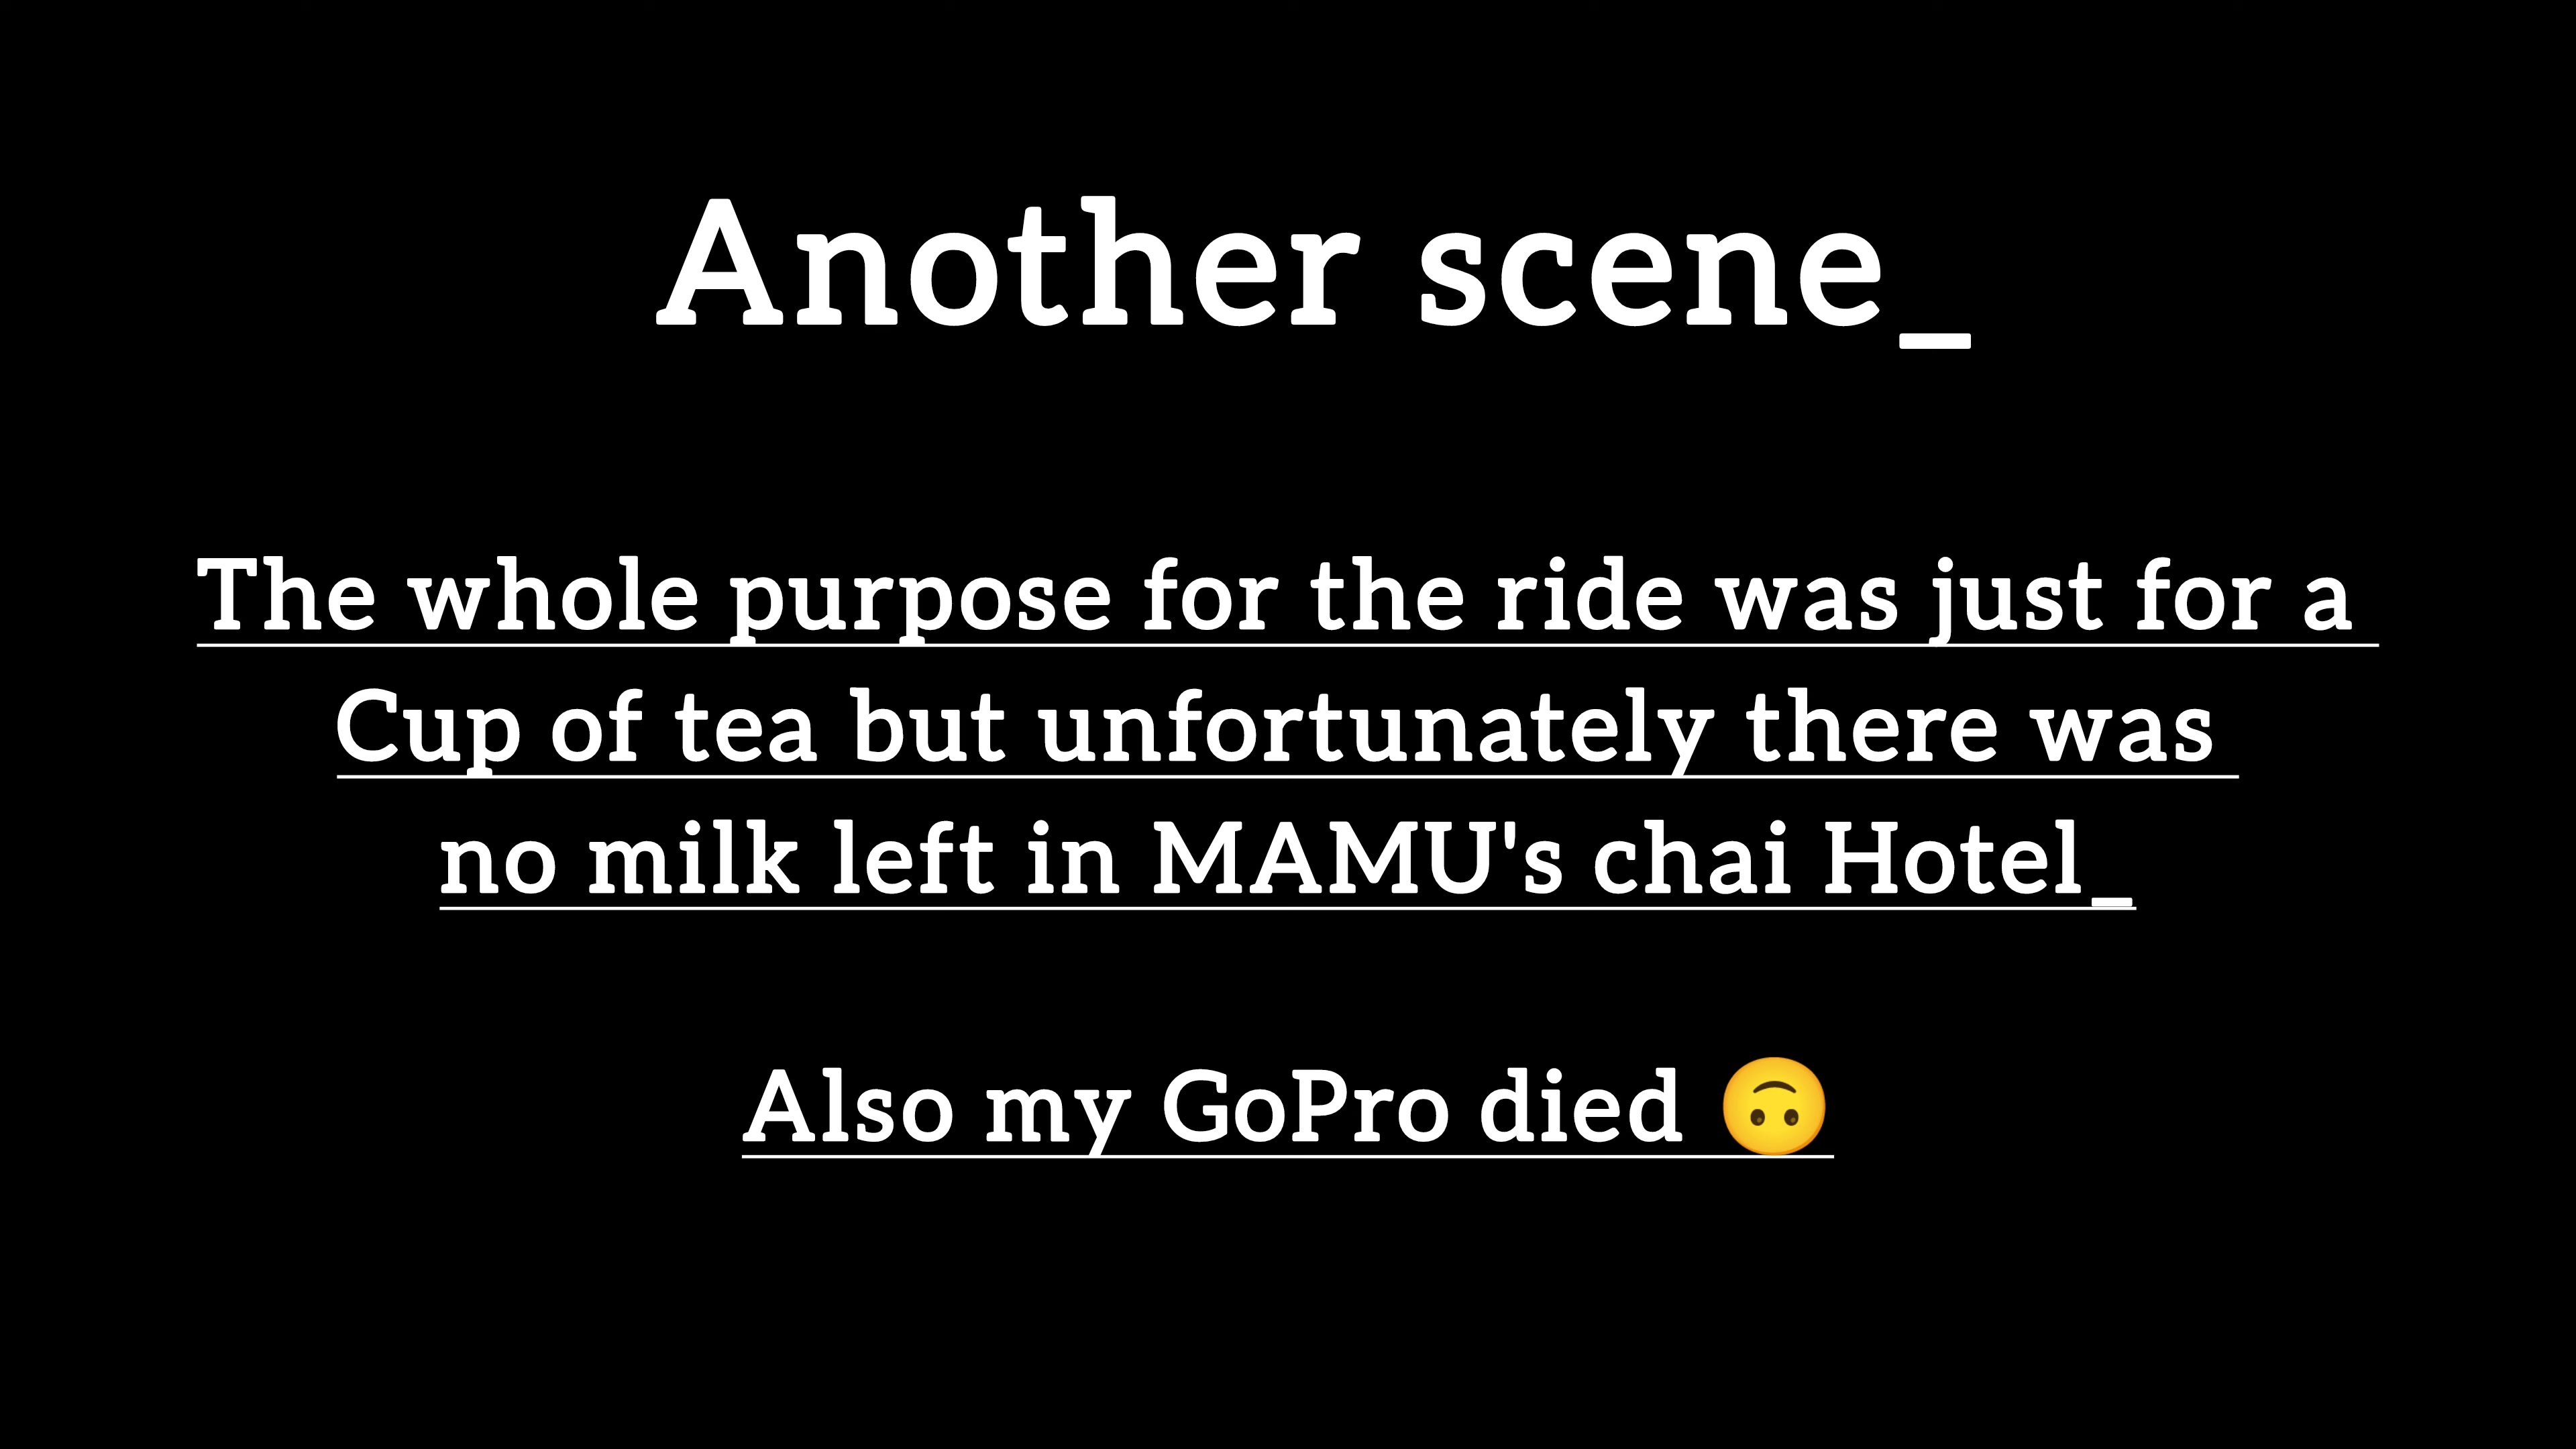 Another scene_
The whole purpose for the ride was just for a
Cup of tea but unfortunately there was
no milk left in MAMU's chai Hotel_
Also my GoPro died 🙃